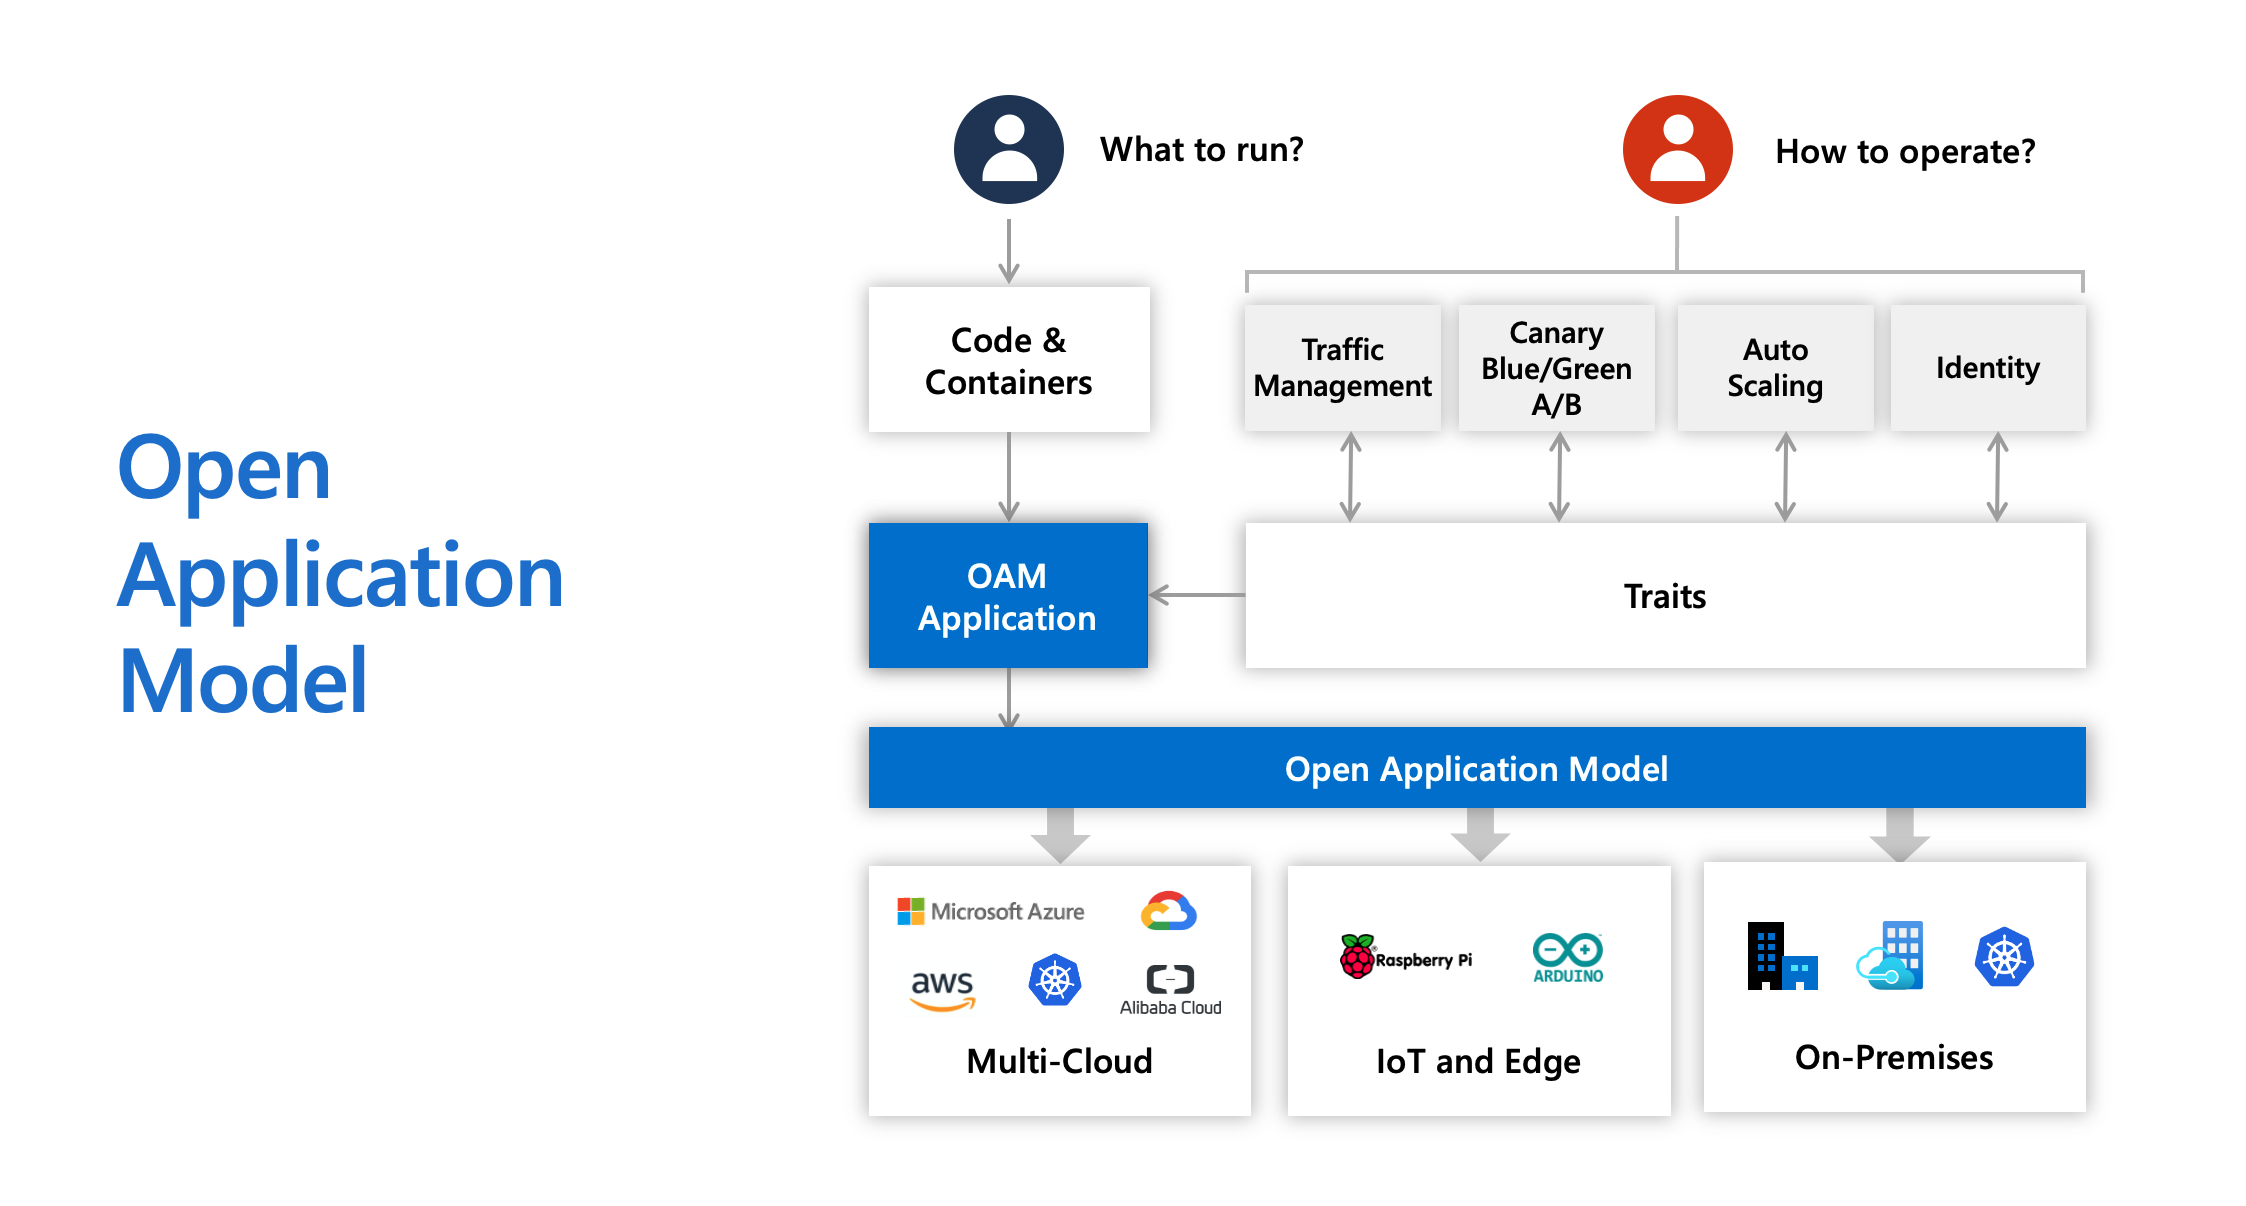 Open
Application
Model
What to run?
How to operate?
Code &
Containers
Traffic
Management
Canary
Blue/Green
A/B
Auto
Scaling
Identity
OAM
Application
Traits
Open Application Model
Microsoft Azure
aws
Alibaba Cloud
Multi-Cloud
Raspberry Pi
ARDUINO
IoT and Edge
On-Premises